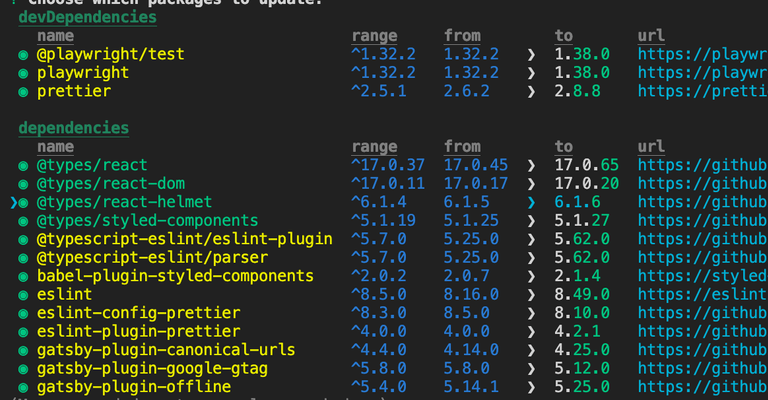 ? Choose which packages to update.
devDependencies
name range from to url
◉ @playwright/test ^1.32.2 1.32.2 ❯ 1.38.0 https://playwr
◉ playwright ^1.32.2 1.32.2 ❯ 1.38.0 https://playwr
◉ prettier ^2.5.1 2.6.2 ❯ 2.8.8 https://pretti
dependencies
name range from to url
◉ @types/react ^17.0.37 17.0.45 ❯ 17.0.65 https://github
◉ @types/react-dom ^17.0.11 17.0.17 ❯ 17.0.20 https://github
❯◉ @types/react-helmet ^6.1.4 6.1.5 ❯ 6.1.6 https://github
◉ @types/styled-components ^5.1.19 5.1.25 ❯ 5.1.27 https://github
◉ @typescript-eslint/eslint-plugin ^5.7.0 5.25.0 ❯ 5.62.0 https://github
◉ @typescript-eslint/parser ^5.7.0 5.25.0 ❯ 5.62.0 https://github
◉ babel-plugin-styled-components ^2.0.2 2.0.7 ❯ 2.1.4 https://styled
◉ eslint ^8.5.0 8.16.0 ❯ 8.49.0 https://eslint
◉ eslint-config-prettier ^8.3.0 8.5.0 ❯ 8.10.0 https://github
◉ eslint-plugin-prettier ^4.0.0 4.0.0 ❯ 4.2.1 https://github
◉ gatsby-plugin-canonical-urls ^4.4.0 4.14.0 ❯ 4.25.0 https://github
◉ gatsby-plugin-google-gtag ^5.8.0 5.8.0 ❯ 5.12.0 https://github
◉ gatsby-plugin-offline ^5.4.0 5.14.1 ❯ 5.25.0 https://github